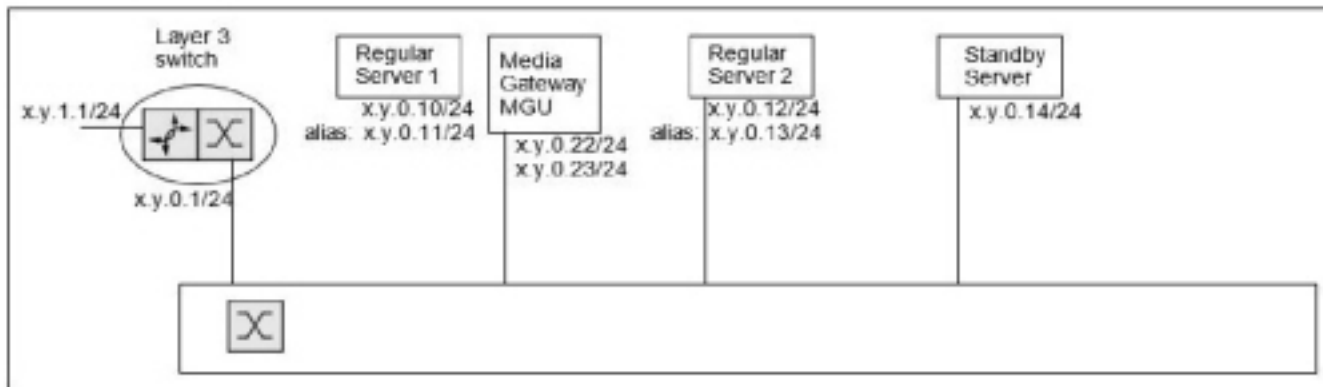 Layer 3
switch
x.y.1.1/24
x.y.0.1/24
Regular
Server 1
x.y.0.10/24
alias: x.y.0.11/24
Media
Gateway
MGU
x.y.0.22/24
x.y.0.23/24
Regular
Server 2
x.y.0.12/24
alias: x.y.0.13/24
Standby
Server
x.y.0.14/24